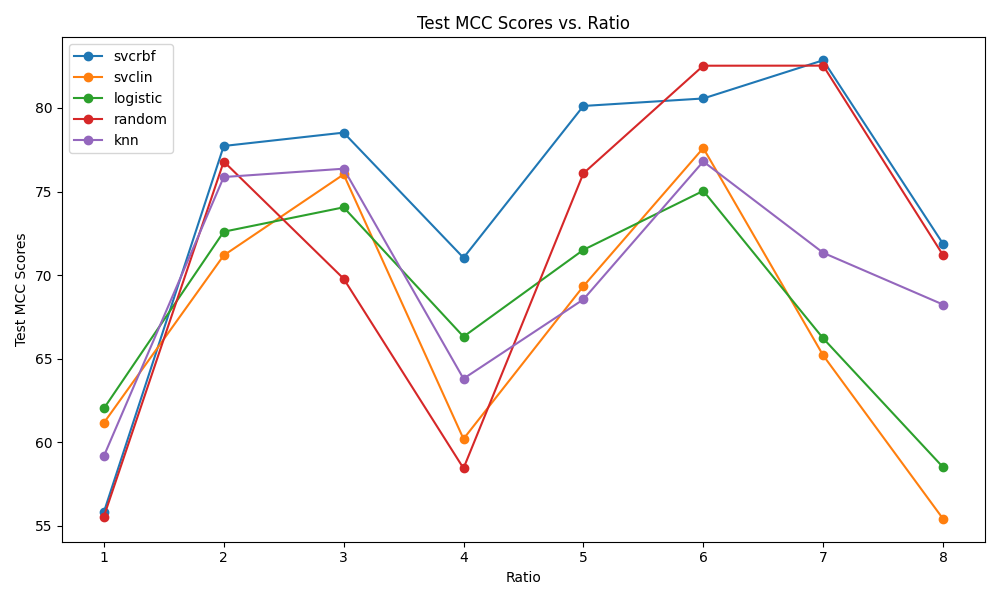 Test MCC Scores vs. Ratio
svcrbf
svclin
logistic
random
knn
Test MCC Scores
80
75
70
65
60
55
1 2 3 4 5 6 7 8
Ratio